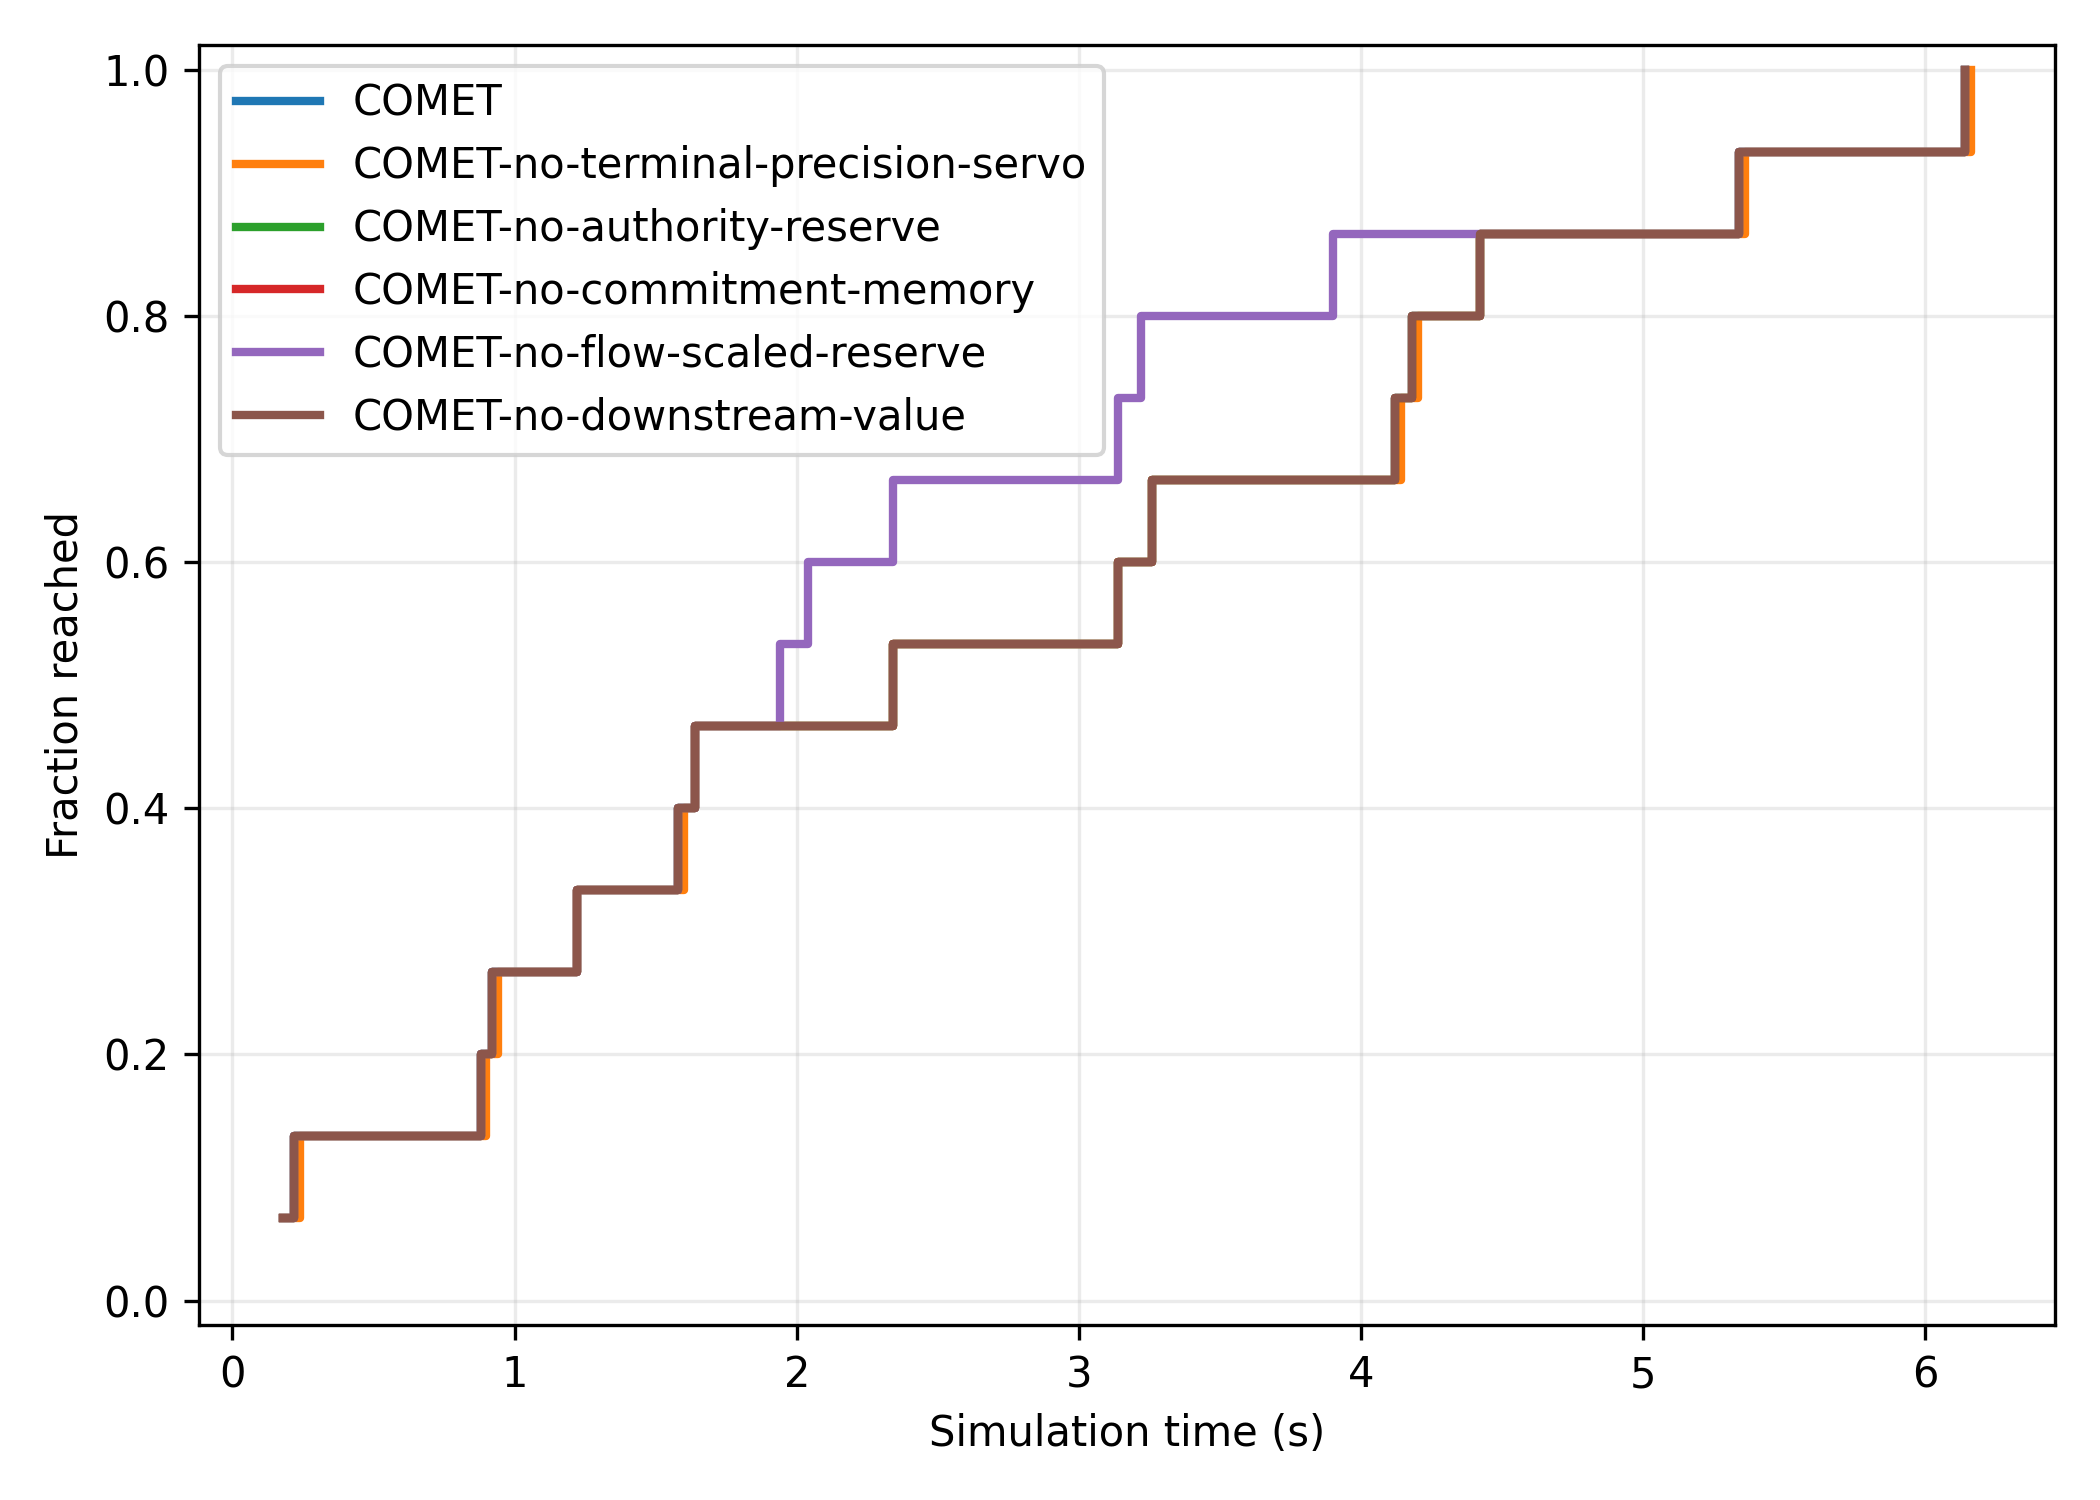 1.0
0.8
0.6
0.4
0.2
0.0
Fraction reached
COMET
COMET-no-terminal-precision-servo
COMET-no-authority-reserve
COMET-no-commitment-memory
COMET-no-flow-scaled-reserve
COMET-no-downstream-value
0 1 2 3 4 5 6
Simulation time (s)